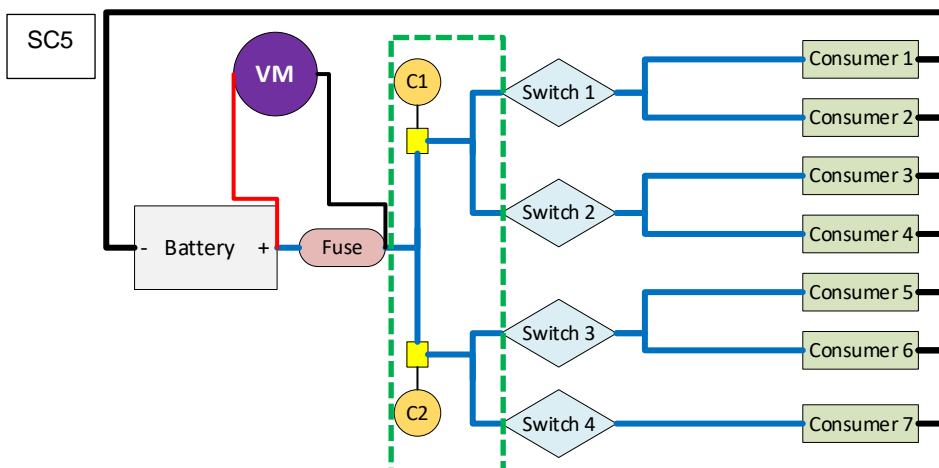 SC5
VM
C1
Switch 1
Consumer 1
Consumer 2
Switch 2
Consumer 3
Consumer 4
- Battery +
Fuse
Switch 3
Consumer 5
Consumer 6
C2
Switch 4
Consumer 7